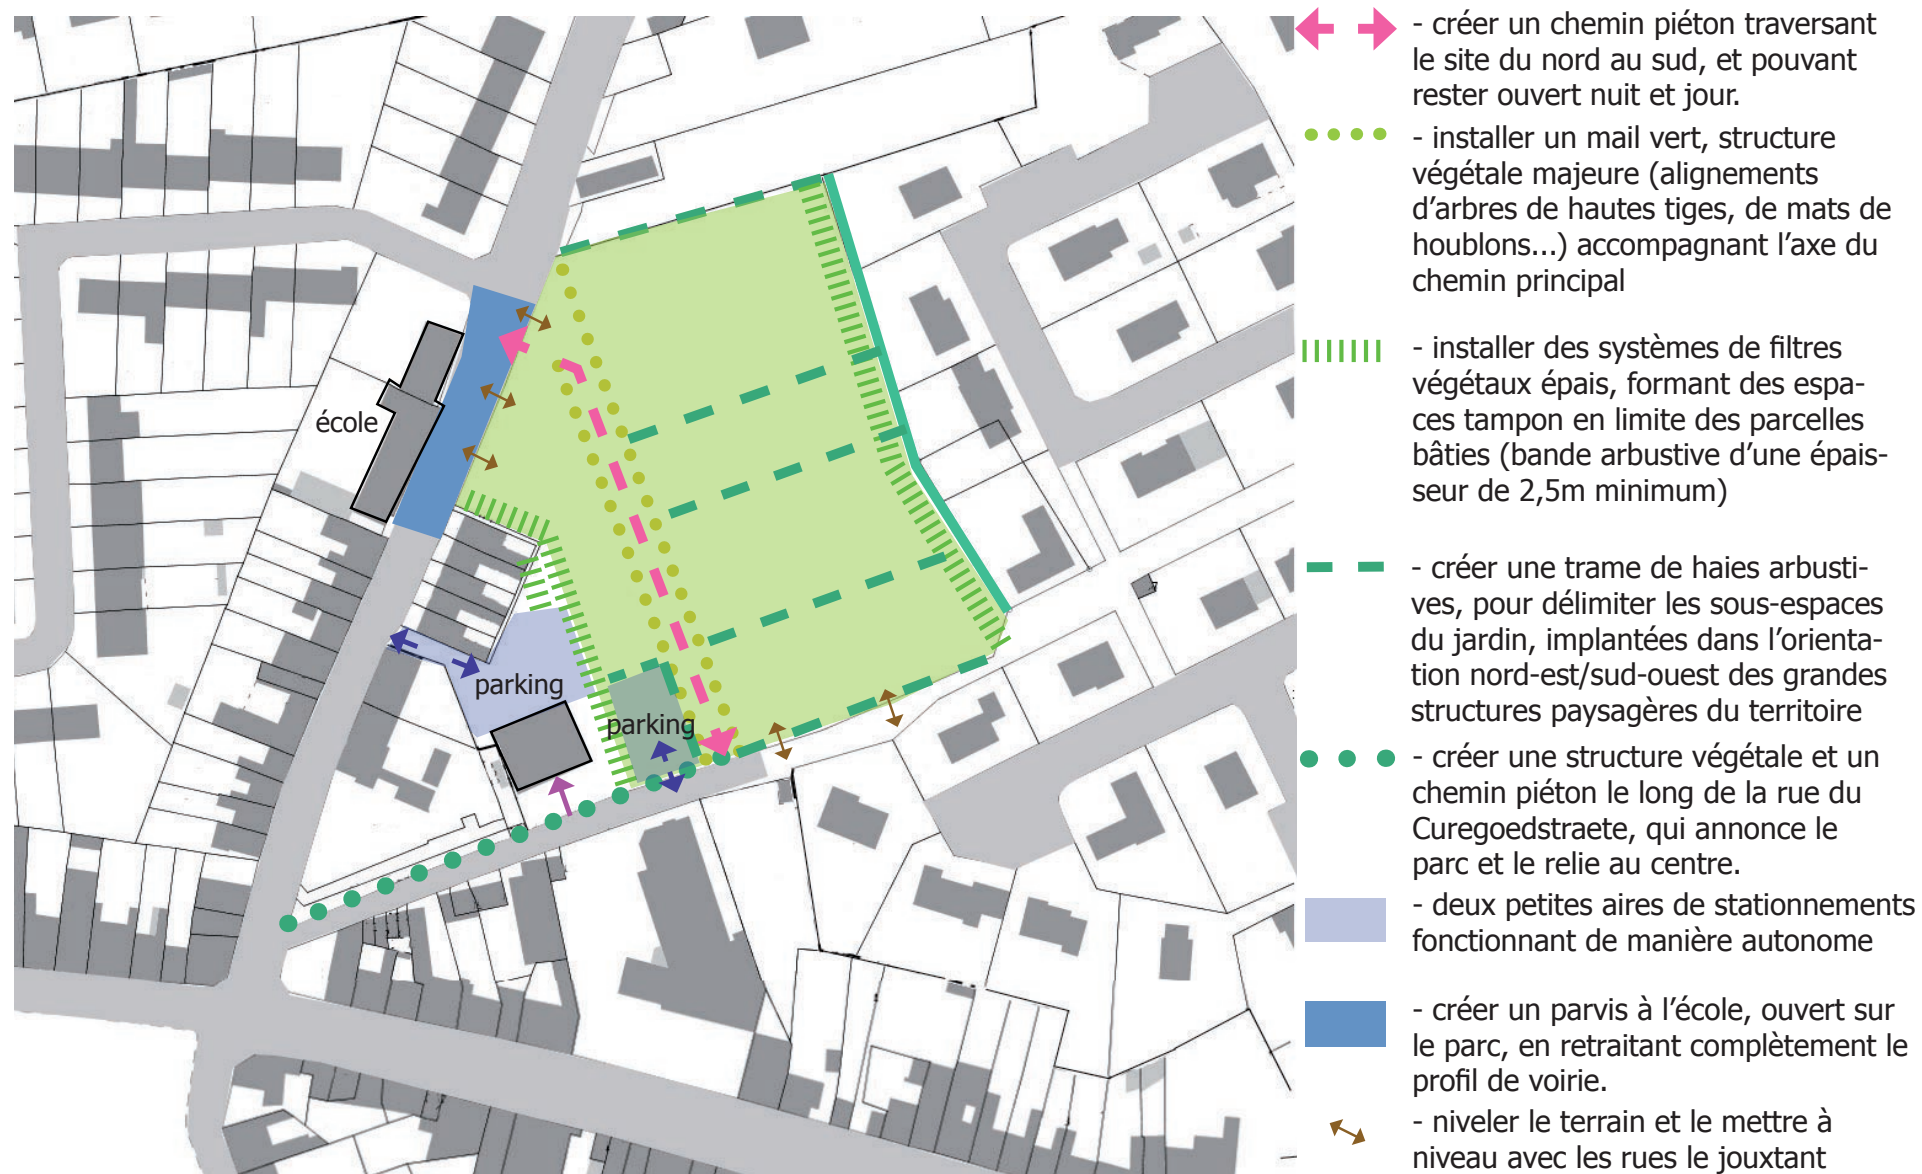 école
parking
parking
- créer un chemin piéton traversant
le site du nord au sud, et pouvant
rester ouvert nuit et jour.
- installer un mail vert, structure
végétale majeure (alignements
d’arbres de hautes tiges, de mats de
houblons...) accompagnant l’axe du
chemin principal
- installer des systèmes de filtres
végétaux épais, formant des espa-
ces tampon en limite des parcelles
bâties (bande arbustive d’une épais-
seur de 2,5m minimum)
- créer une trame de haies arbusti-
ves, pour délimiter les sous-espaces
du jardin, implantées dans l’orienta-
tion nord-est/sud-ouest des grandes
structures paysagères du territoire
- créer une structure végétale et un
chemin piéton le long de la rue du
Curegoedstraete, qui annonce le
parc et le relie au centre.
- deux petites aires de stationnements
fonctionnant de manière autonome
- créer un parvis à l’école, ouvert sur
le parc, en retraitant complètement le
profil de voirie.
- niveler le terrain et le mettre à
niveau avec les rues le jouxtant